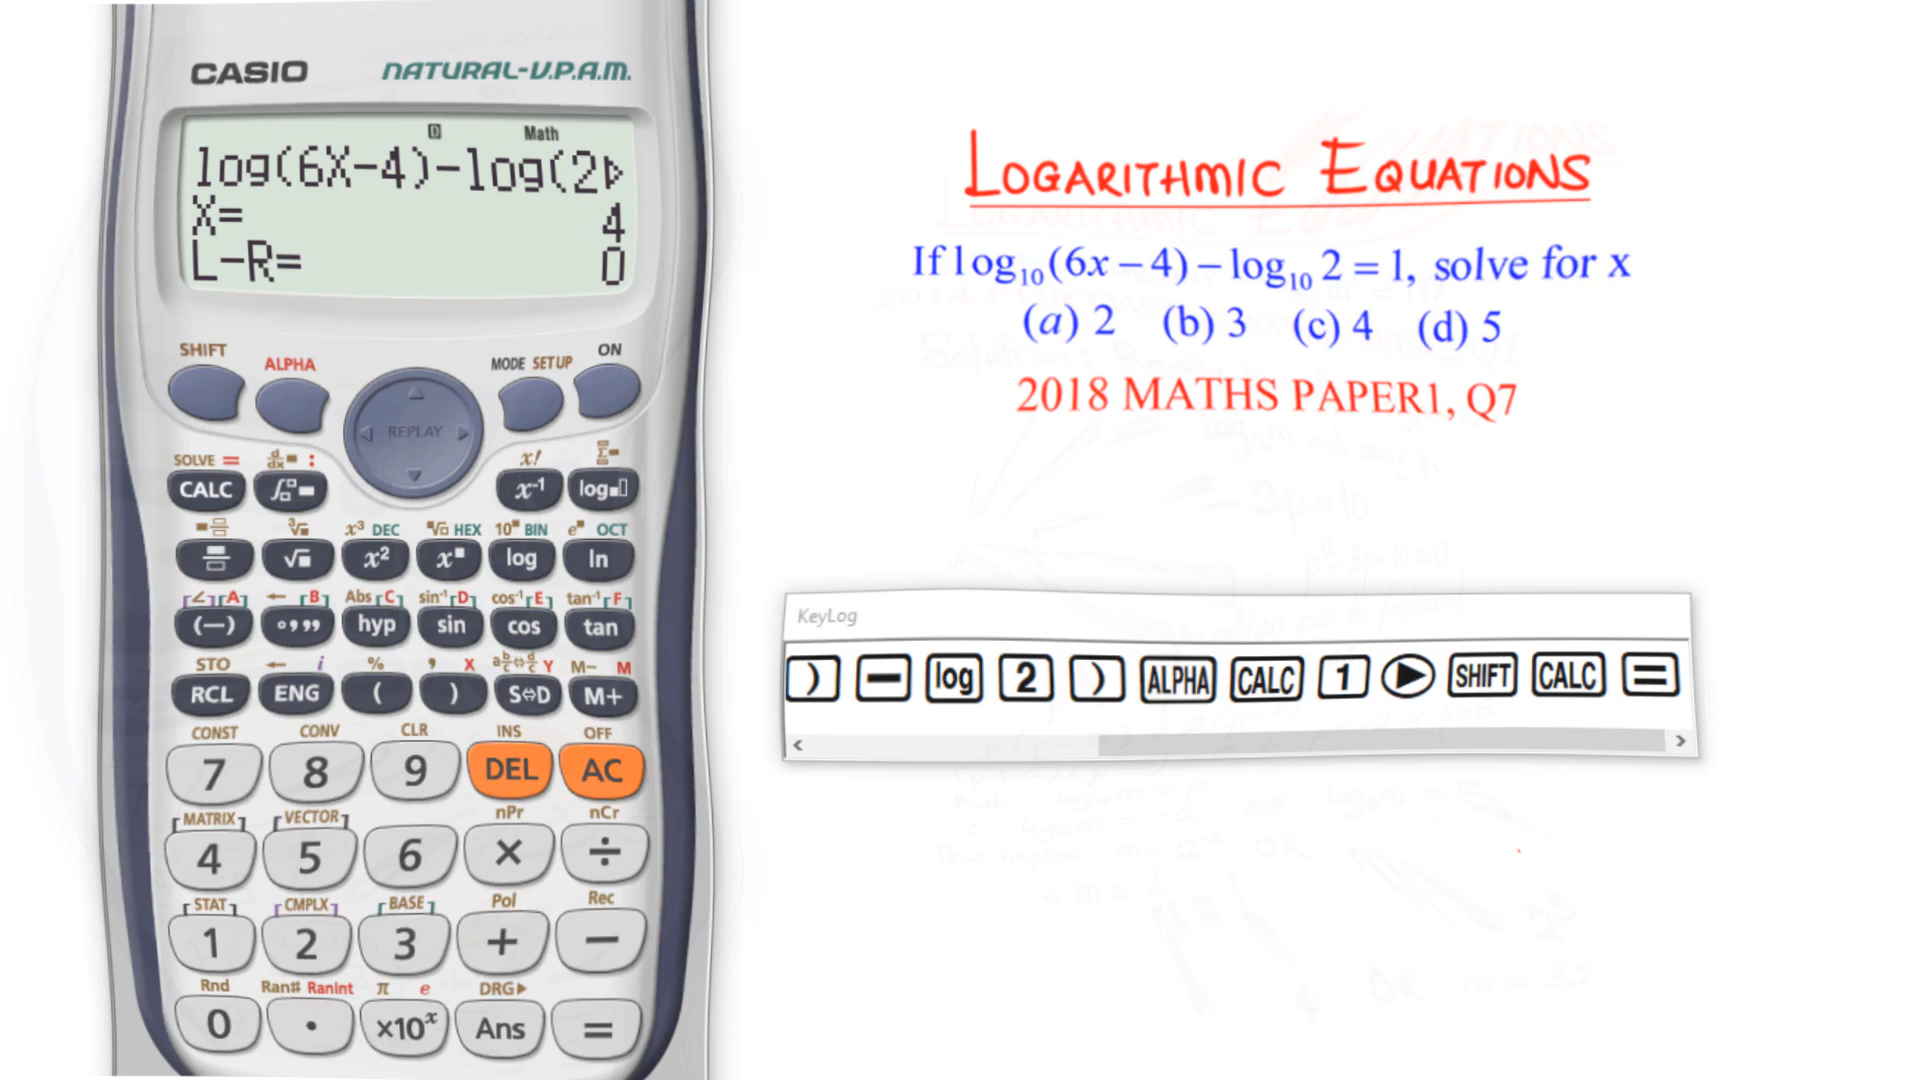 CASIO NATURAL-V.P.A.M.
D Math
log(6X-4)-log(2▷
X= 4
L-R= 0
SHIFT ALPHA MODE SETUP ON
REPLAY
SOLVE = d/dx■ : x! Σ■
CALC ∫■ x⁻¹ log■□
³√■ x³ DEC ■√□ HEX 10■ BIN e■ OCT
√■ x² x■ log ln
∠ A ← B Abs C sin⁻¹ D cos⁻¹ E tan⁻¹ F
(−) °,,, hyp sin cos tan
STO ← i % , X a b/c⇔d/c Y M− M
RCL ENG ( ) S⇔D M+
CONST CONV CLR INS OFF
7 8 9 DEL AC
MATRIX VECTOR nPr nCr
4 5 6 × ÷
STAT CMPLX BASE Pol Rec
1 2 3 + −
Rnd Ran# RanInt π e DRG▶
0 • ×10ˣ Ans =
LOGARITHMIC EQUATIONS
If log₁₀(6x − 4) − log₁₀ 2 = 1, solve for x
(a) 2 (b) 3 (c) 4 (d) 5
2018 MATHS PAPER1, Q7
KeyLog
) − log 2 ) ALPHA CALC 1 ▶ SHIFT CALC =